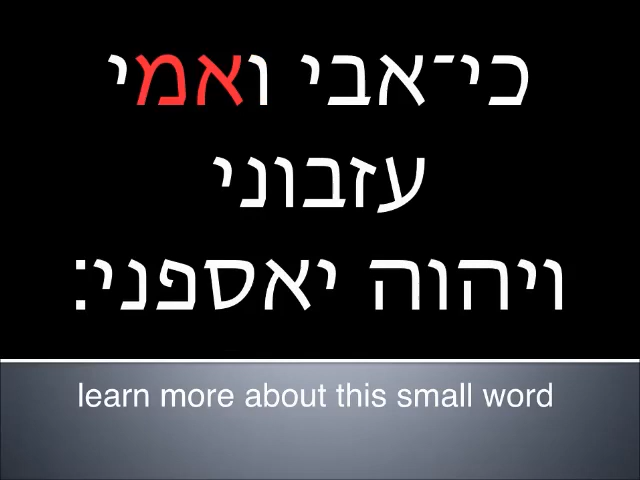 כי־אבי ואמי
עזבוני
ויהוה יאספני:
learn more about this small word